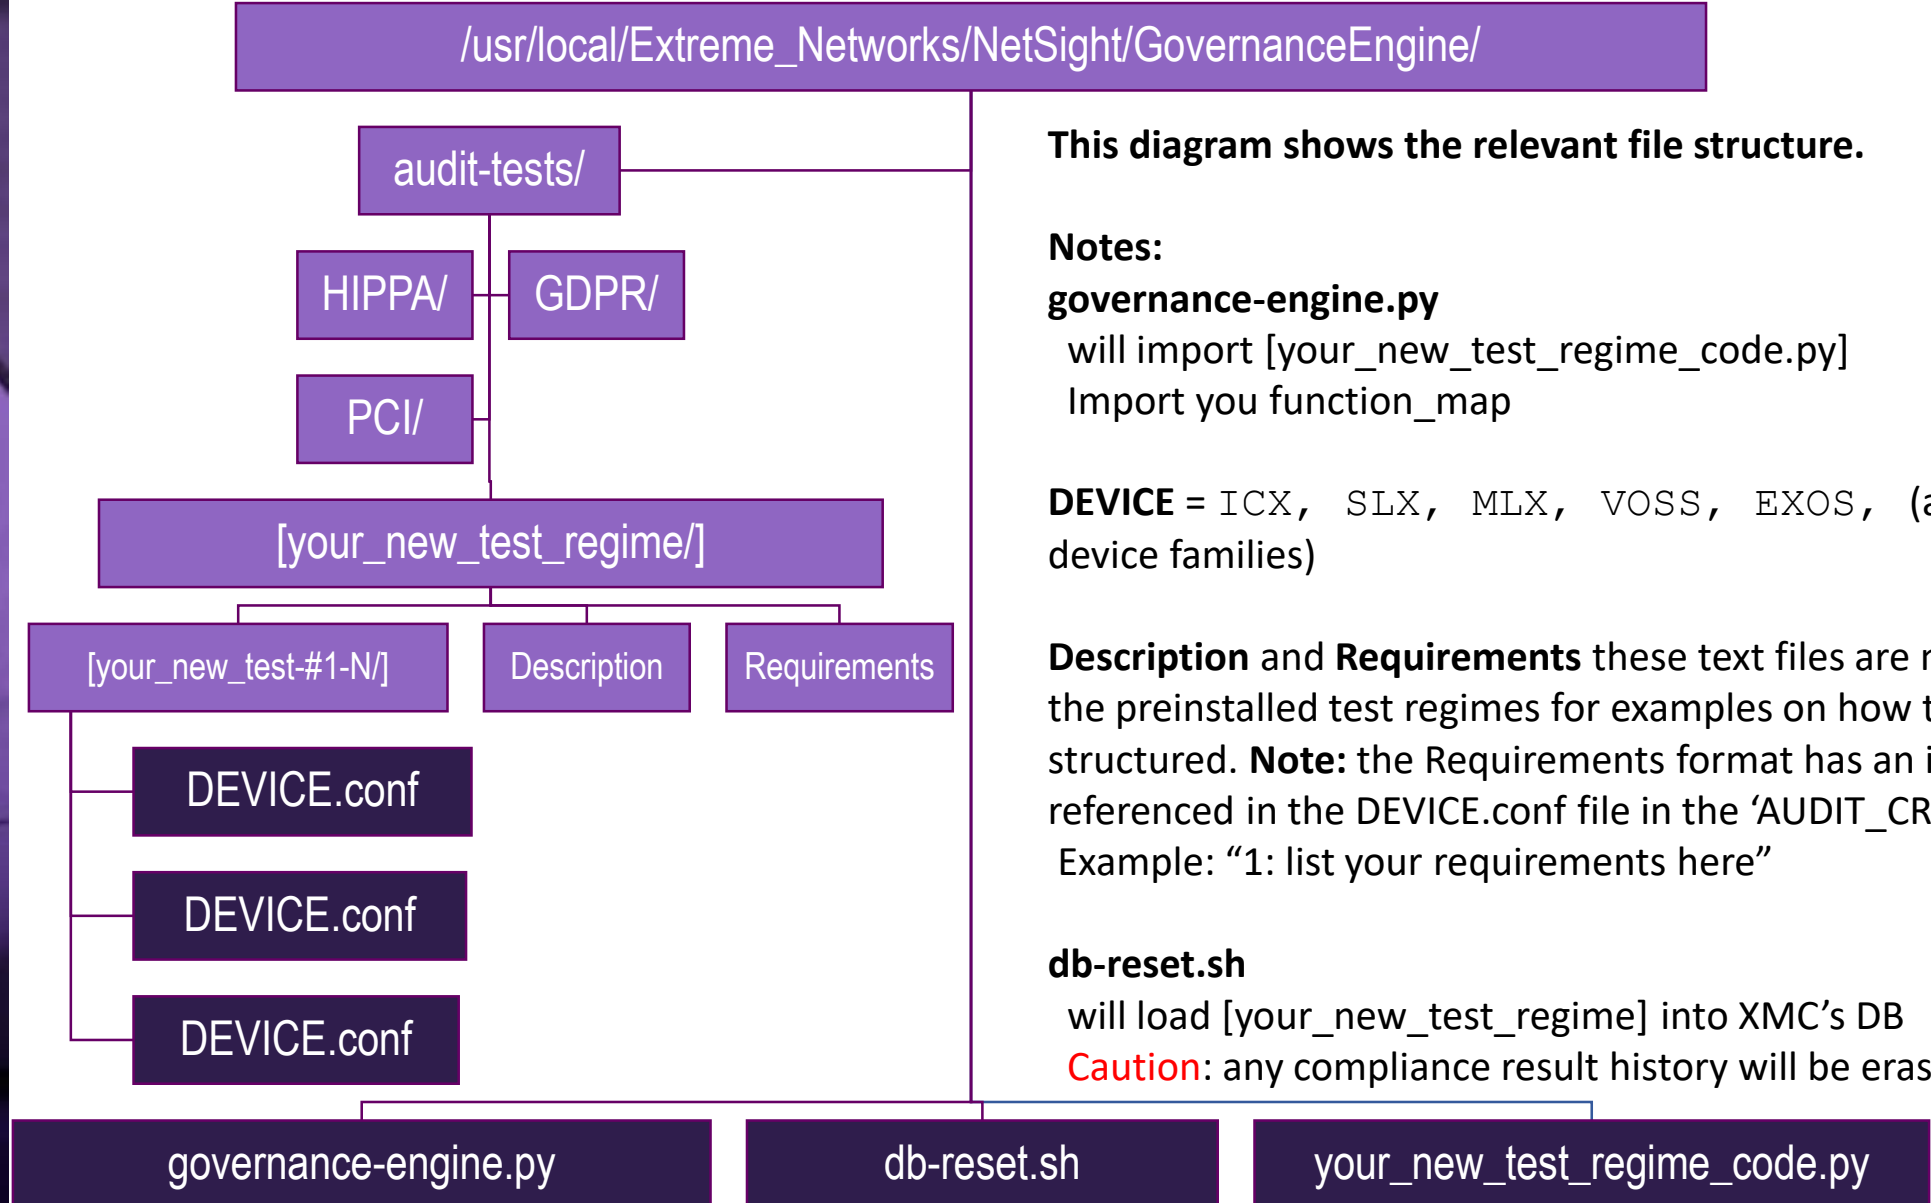 /usr/local/Extreme_Networks/NetSight/GovernanceEngine/
audit-tests/
HIPPA/
GDPR/
PCI/
[your_new_test_regime/]
[your_new_test-#1-N/]
Description
Requirements
DEVICE.conf
DEVICE.conf
DEVICE.conf
This diagram shows the relevant file structure.
Notes:
governance-engine.py
will import [your_new_test_regime_code.py]
Import you function_map
DEVICE = ICX, SLX, MLX, VOSS, EXOS,
device families)
Description and Requirements these text files are
the preinstalled test regimes for examples on how
structured. Note: the Requirements format has an
referenced in the DEVICE.conf file in the ‘AUDIT_CR
Example: “1: list your requirements here”
db-reset.sh
will load [your_new_test_regime] into XMC’s DB
Caution: any compliance result history will be eras
governance-engine.py
db-reset.sh
your_new_test_regime_code.py